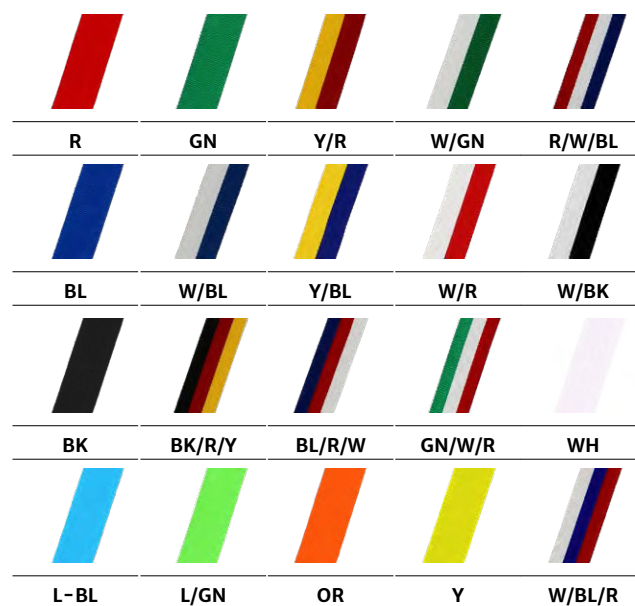 R GN Y/R W/GN R/W/BL
BL W/BL Y/BL W/R W/BK
BK BK/R/Y BL/R/W GN/W/R WH
L-BL L/GN OR Y W/BL/R